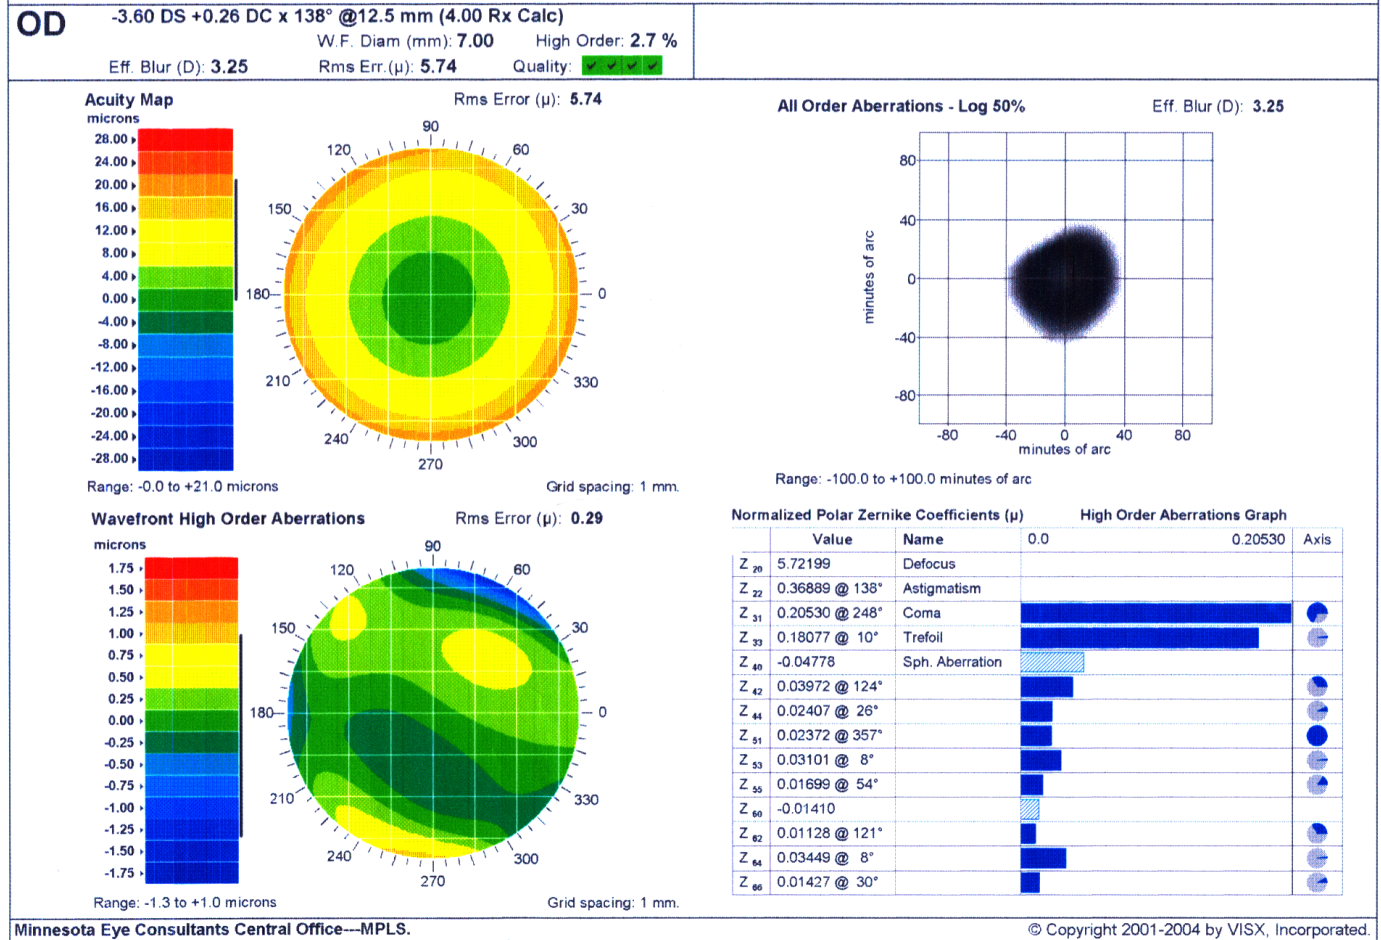 OD
-3.60 DS +0.26 DC x 138° @12.5 mm (4.00 Rx Calc)
W.F. Diam (mm): 7.00 High Order: 2.7 %
Eff. Blur (D): 3.25 Rms Err.(µ): 5.74 Quality:
Acuity Map Rms Error (µ): 5.74
microns
28.00
24.00
20.00
16.00
12.00
8.00
4.00
0.00
-4.00
-8.00
-12.00
-16.00
-20.00
-24.00
-28.00
90
120 60
150 30
180 0
210 330
240 300
270
Range: -0.0 to +21.0 microns Grid spacing: 1 mm.
All Order Aberrations - Log 50% Eff. Blur (D): 3.25
minutes of arc
80
40
0
-40
-80
-80 -40 0 40 80
minutes of arc
Range: -100.0 to +100.0 minutes of arc
Wavefront High Order Aberrations Rms Error (µ): 0.29
microns
1.75
1.50
1.25
1.00
0.75
0.50
0.25
0.00
-0.25
-0.50
-0.75
-1.00
-1.25
-1.50
-1.75
90
120 60
150 30
180 0
210 330
240 300
270
Range: -1.3 to +1.0 microns Grid spacing: 1 mm.
Normalized Polar Zernike Coefficients (µ) High Order Aberrations Graph
Value Name 0.0 0.20530 Axis
Z 20 5.72199 Defocus
Z 22 0.36889 @ 138° Astigmatism
Z 31 0.20530 @ 248° Coma
Z 33 0.18077 @ 10° Trefoil
Z 40 -0.04778 Sph. Aberration
Z 42 0.03972 @ 124°
Z 44 0.02407 @ 26°
Z 51 0.02372 @ 357°
Z 53 0.03101 @ 8°
Z 55 0.01699 @ 54°
Z 60 -0.01410
Z 62 0.01128 @ 121°
Z 64 0.03449 @ 8°
Z 66 0.01427 @ 30°
Minnesota Eye Consultants Central Office---MPLS. © Copyright 2001-2004 by VISX, Incorporated.